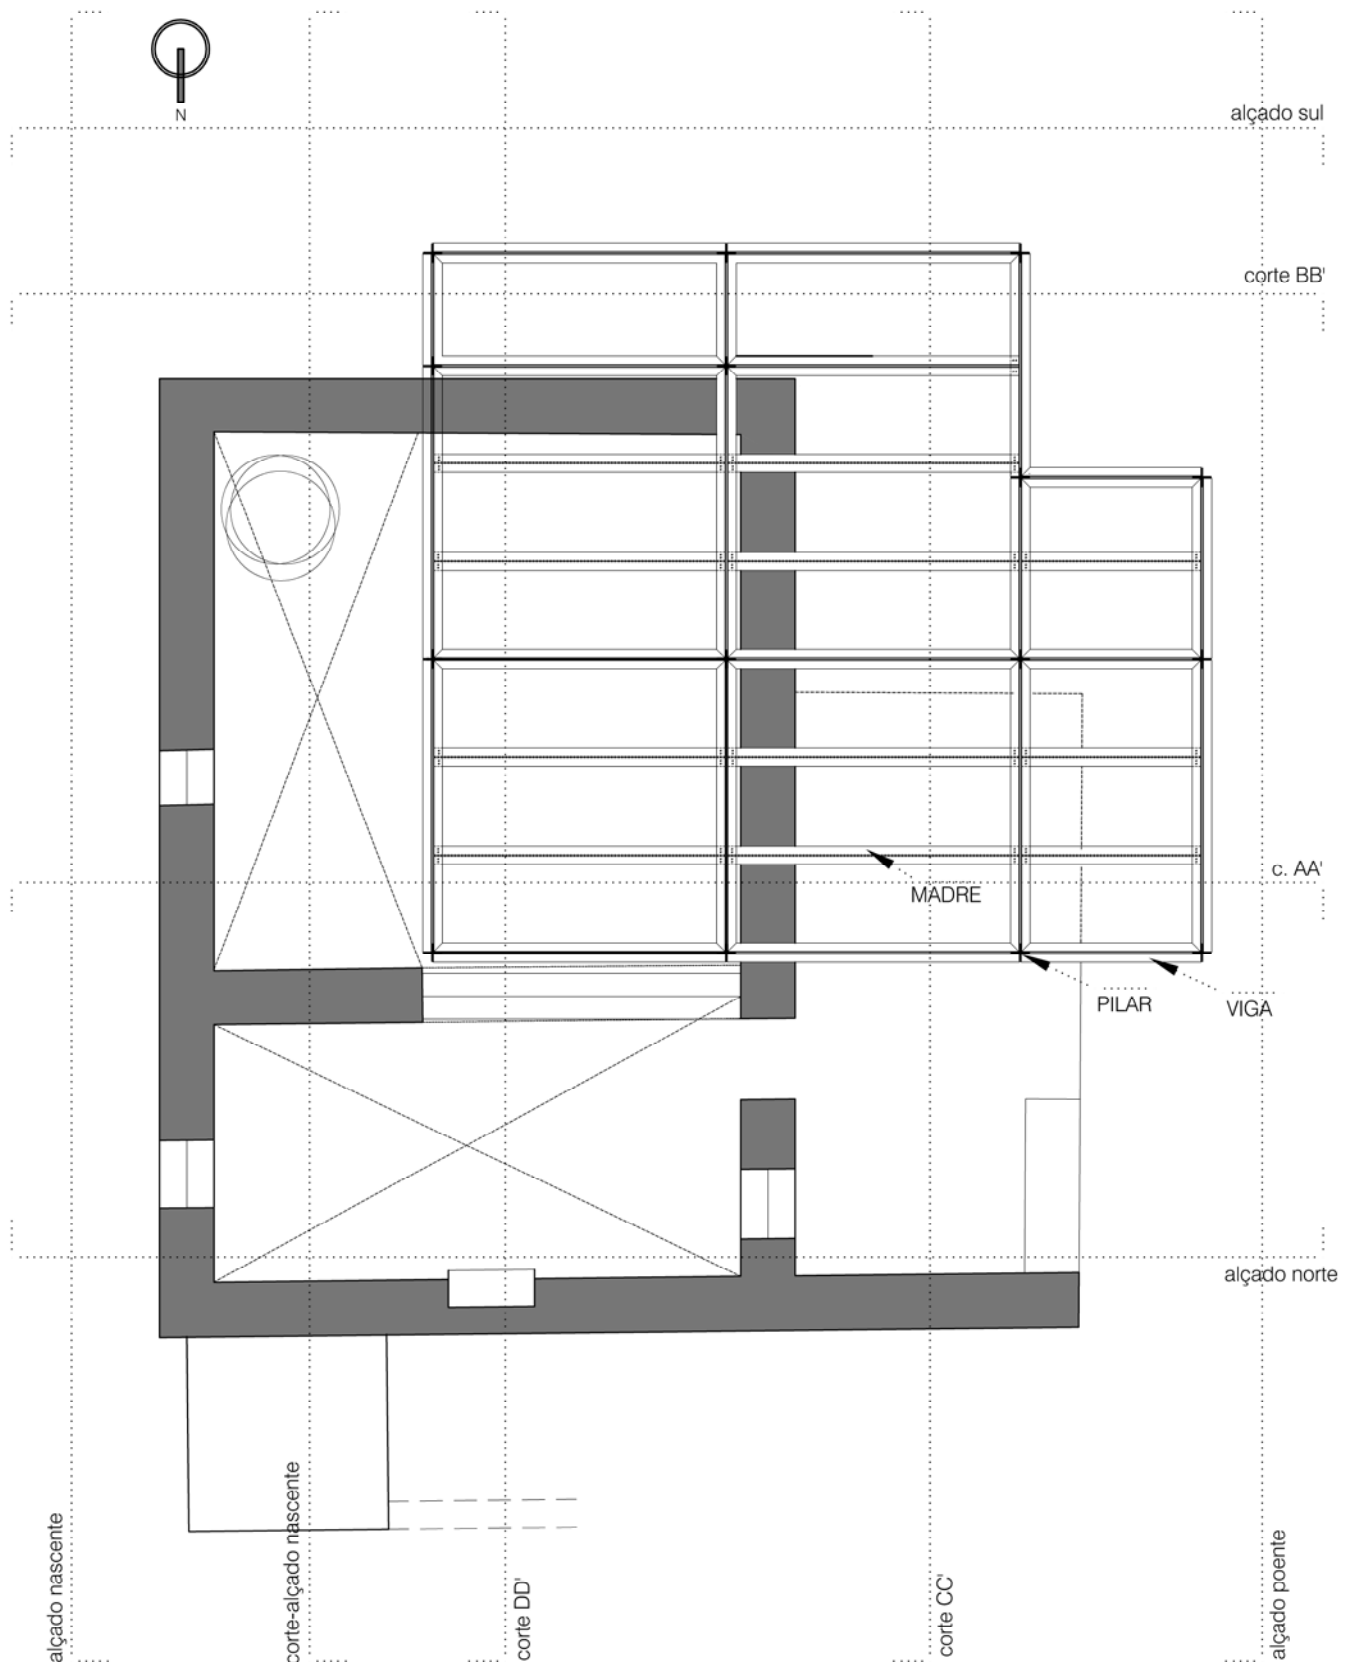 N
alçado sul
corte BB'
c. AA'
MADRE
PILAR
VIGA
alçado norte
alçado nascente
corte-alçado nascente
corte DD'
corte CC'
alçado poente